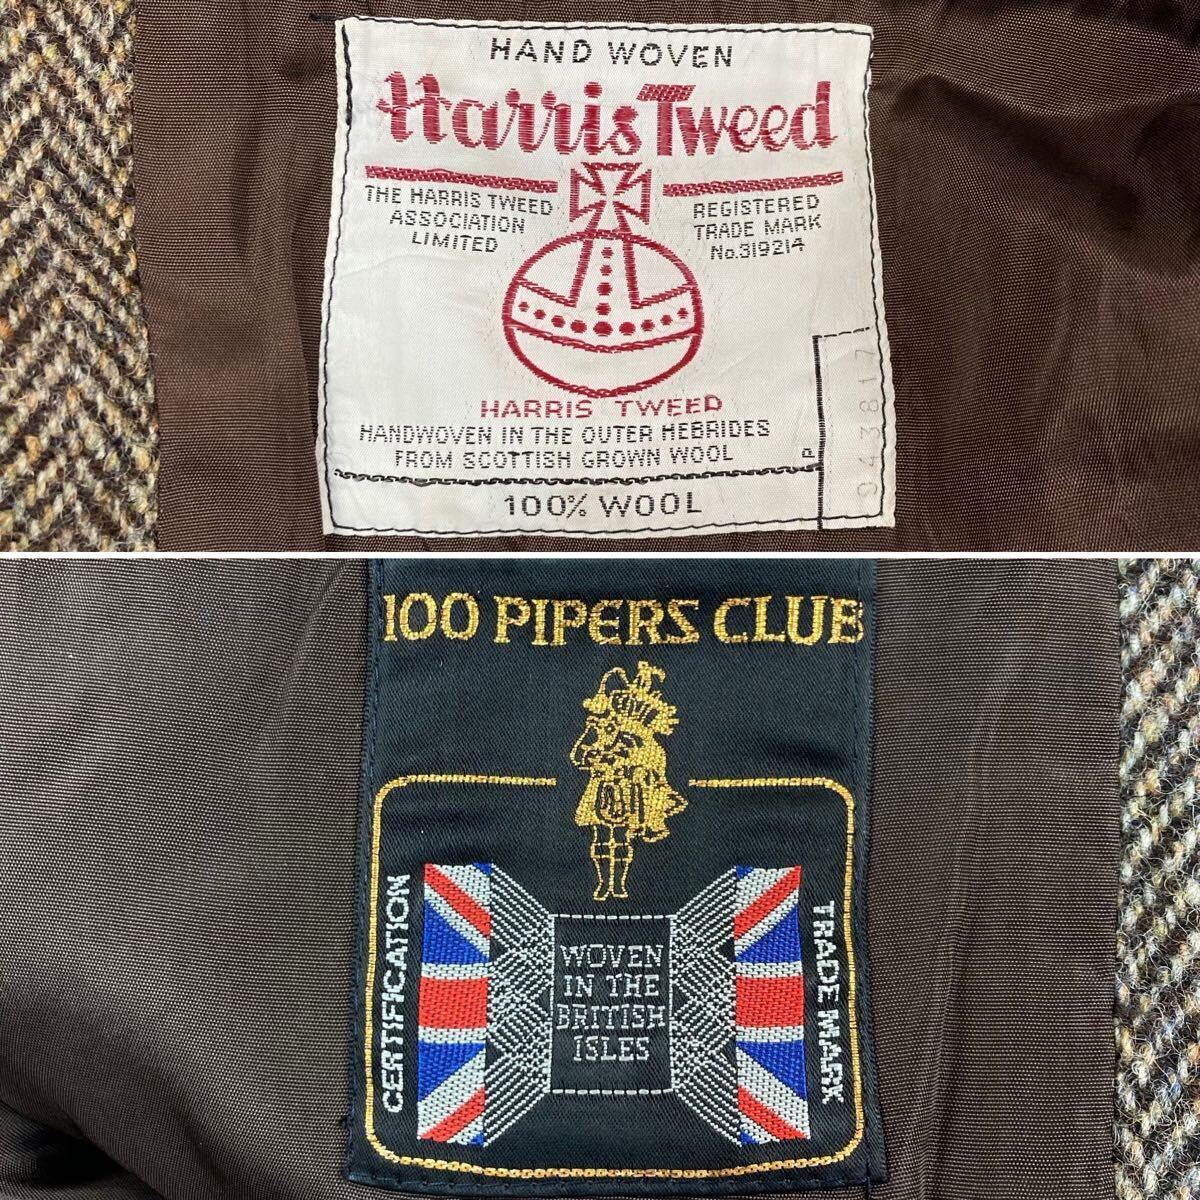 HAND WOVEN
Harris Tweed
THE HARRIS TWEED
ASSOCIATION
LIMITED
REGISTERED
TRADE MARK
No.319214
HARRIS TWEED
HANDWOVEN IN THE OUTER HEBRIDES
FROM SCOTTISH GROWN WOOL
P
943817
100% WOOL
100 PIPERS CLUB
CERTIFICATION
WOVEN
IN THE
BRITISH
ISLES
TRADE MARK